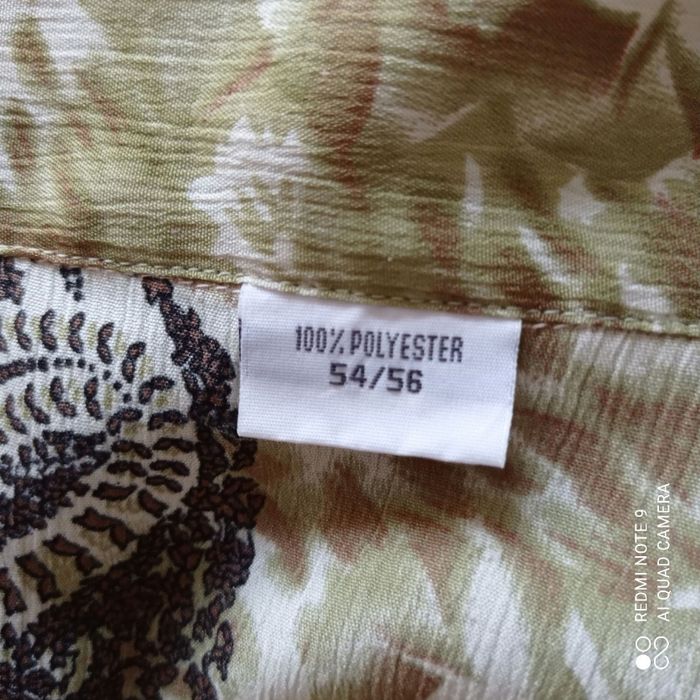 100% POLYESTER
54/56
REDMI NOTE 9
AI QUAD CAMERA